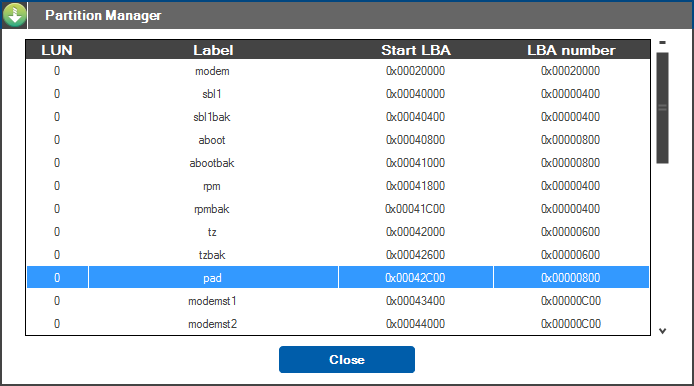 Partition Manager
LUN Label Start LBA LBA number
0 modem 0x00020000 0x00020000
0 sbl1 0x00040000 0x00000400
0 sbl1bak 0x00040400 0x00000400
0 aboot 0x00040800 0x00000800
0 abootbak 0x00041000 0x00000800
0 rpm 0x00041800 0x00000400
0 rpmbak 0x00041C00 0x00000400
0 tz 0x00042000 0x00000600
0 tzbak 0x00042600 0x00000600
0 pad 0x00042C00 0x00000800
0 modemst1 0x00043400 0x00000C00
0 modemst2 0x00044000 0x00000C00
Close